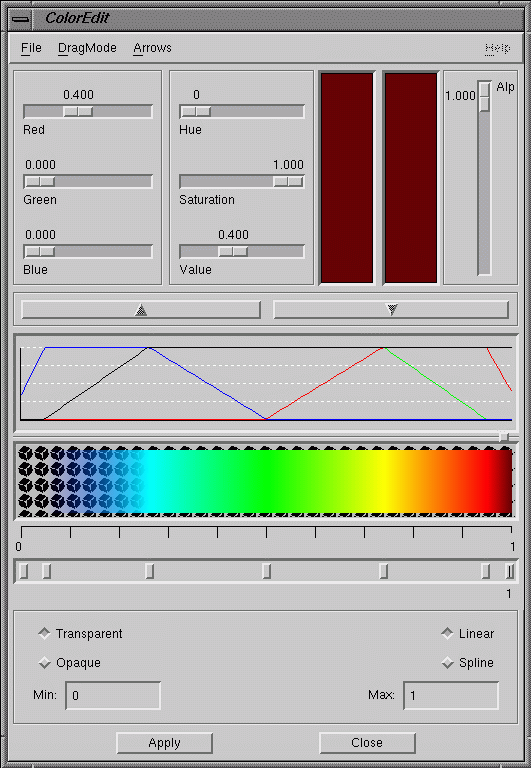 ColorEdit
File DragMode Arrows Help
0.400 0 1.000 Alp
Red Hue
0.000 1.000
Green Saturation
0.000 0.400
Blue Value
0 1
1
Transparent Linear
Opaque Spline
Min: 0 Max: 1
Apply Close